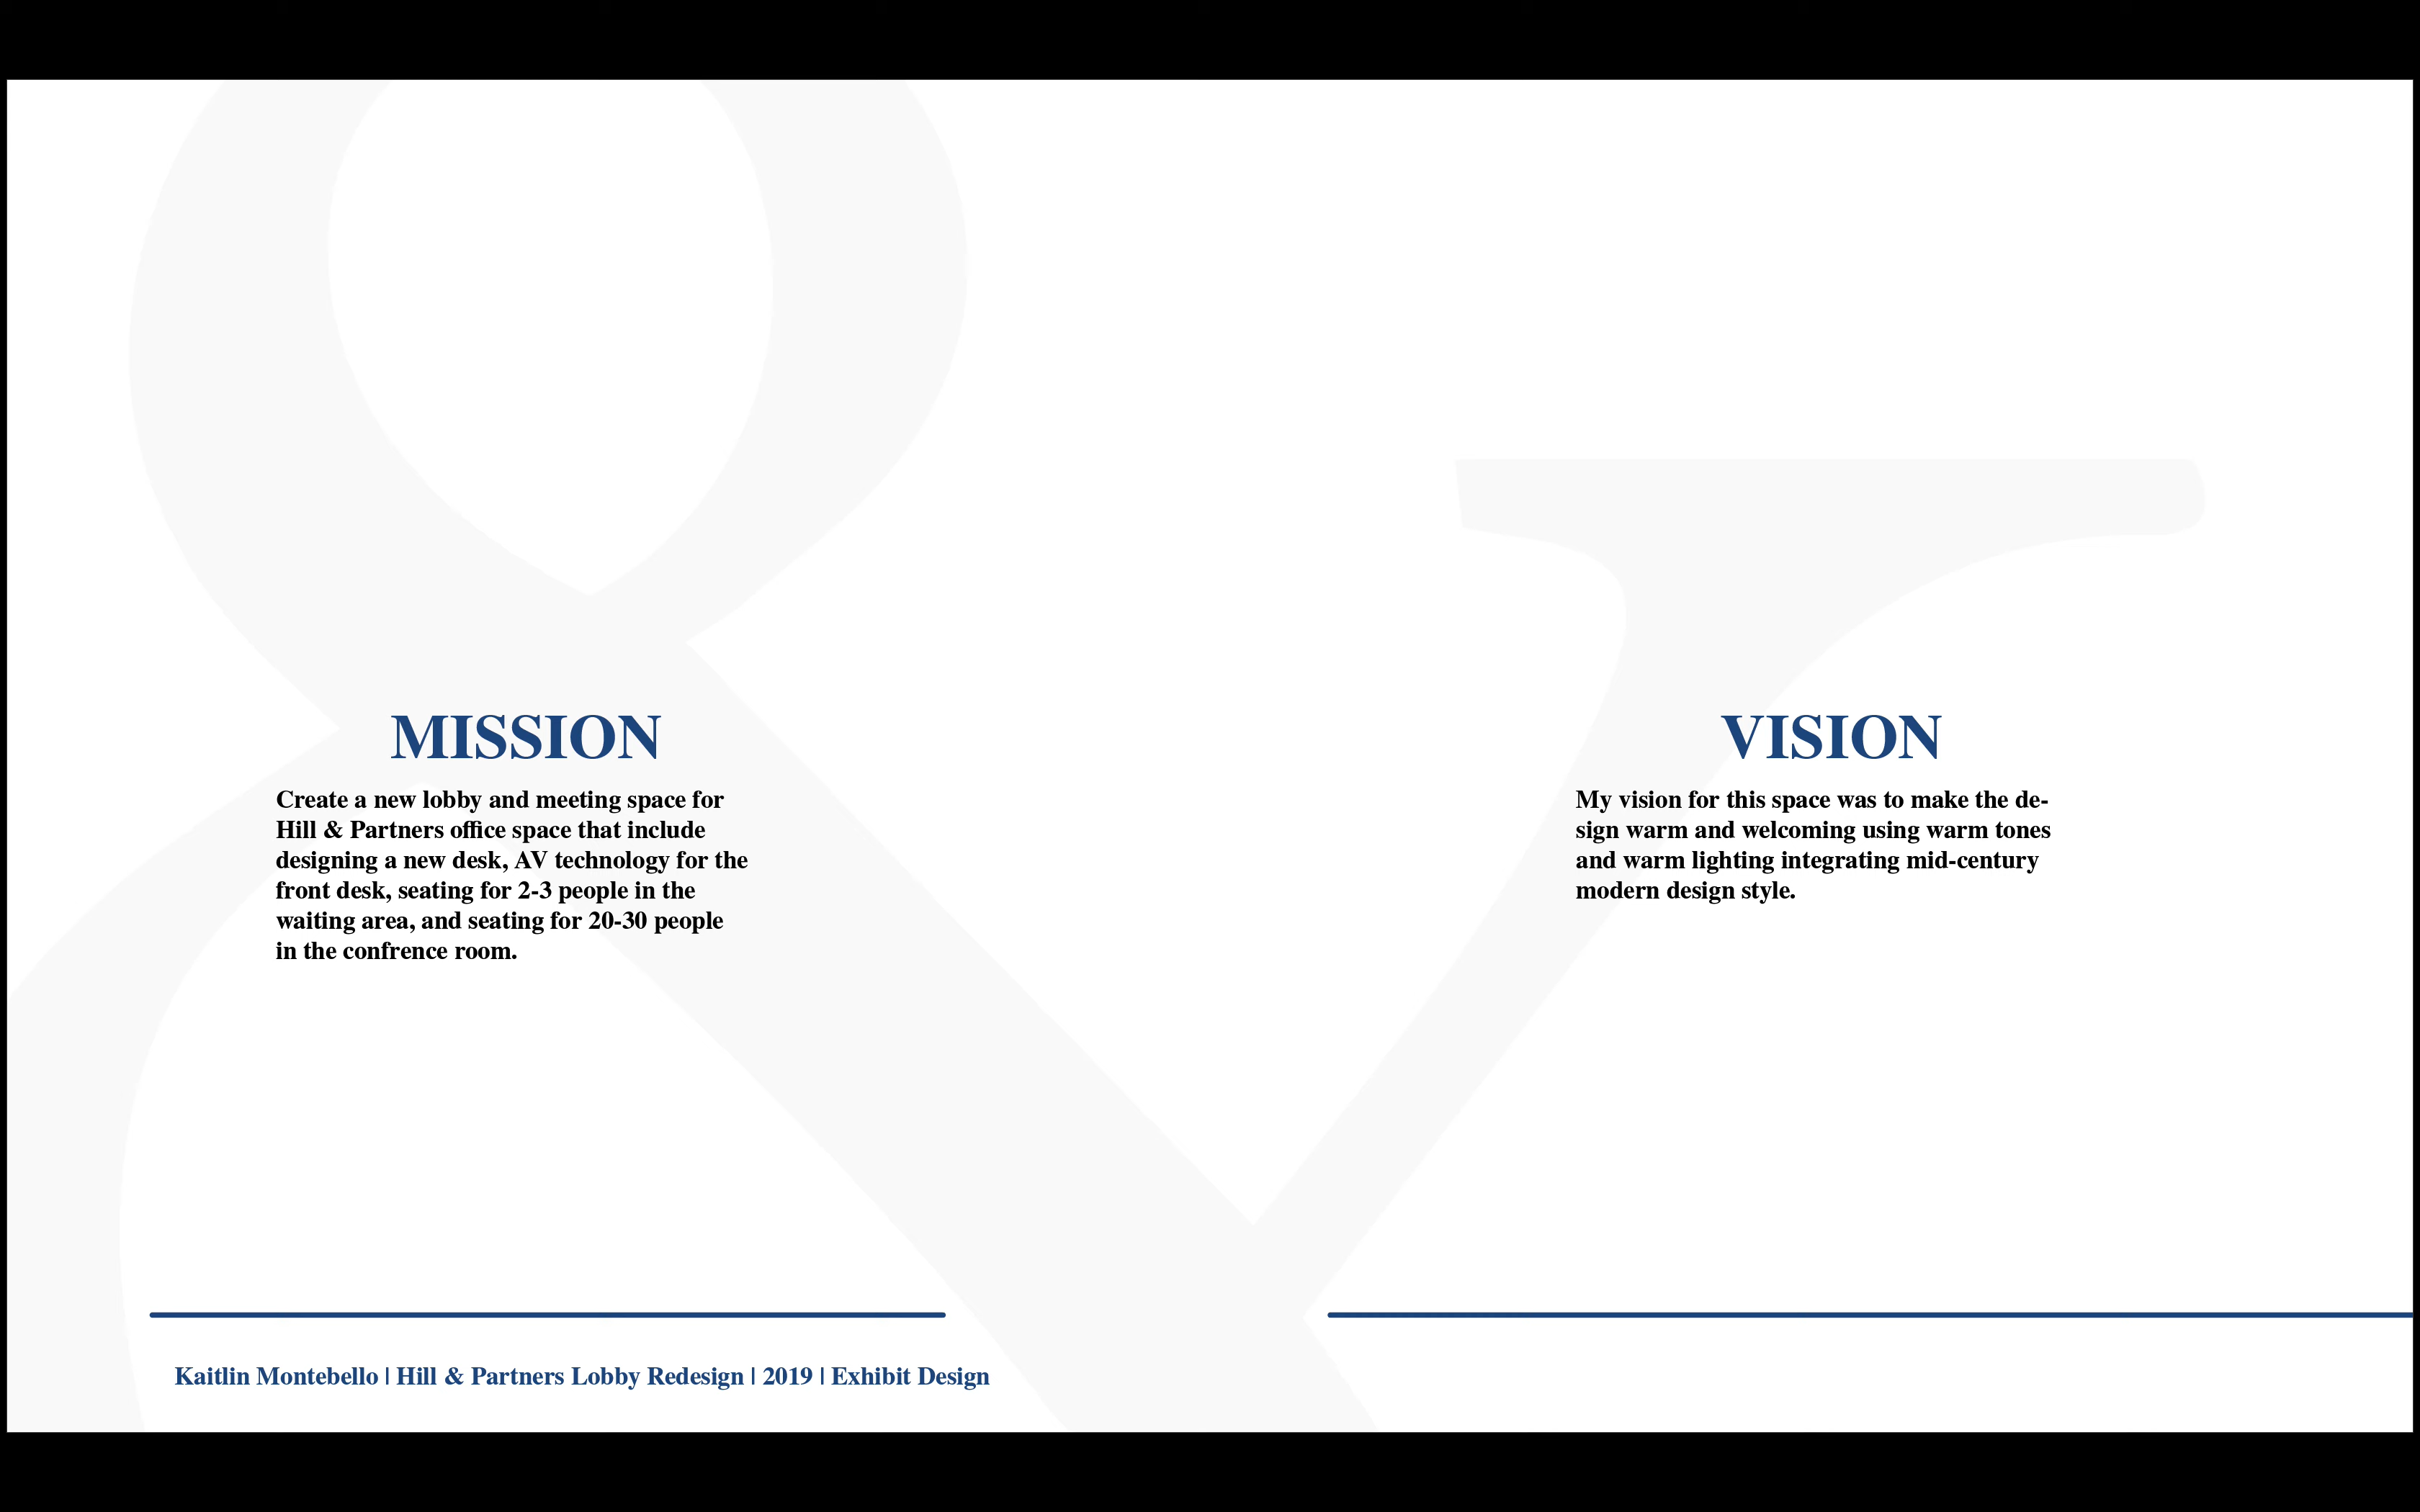 &
MISSION
Create a new lobby and meeting space for
Hill & Partners office space that include
designing a new desk, AV technology for the
front desk, seating for 2-3 people in the
waiting area, and seating for 20-30 people
in the confrence room.
VISION
My vision for this space was to make the de-
sign warm and welcoming using warm tones
and warm lighting integrating mid-century
modern design style.
Kaitlin Montebello | Hill & Partners Lobby Redesign | 2019 | Exhibit Design